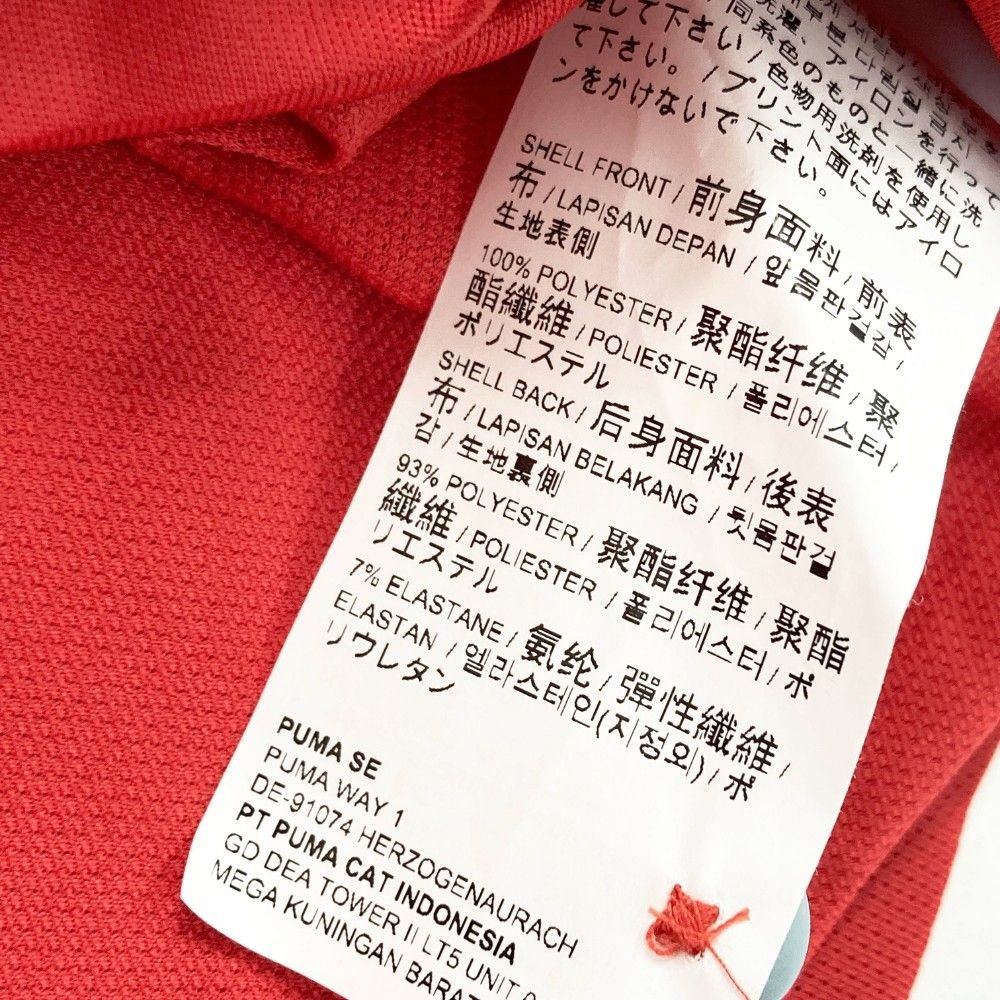 濯して下さい / 同系色のものと一緒に洗
て下さい。/ 色物用洗剤を使用し
プリント面にはアイロ
ンをかけないで下さい。
SHELL FRONT / 前身面料 / 前表
布 / LAPISAN DEPAN / 앞몸판겉감 /
生地表側
100% POLYESTER / 聚酯纤维 / 聚
酯纖維 / POLIESTER / 폴리에스터 /
ポリエステル
SHELL BACK / 后身面料 / 後表
布 / LAPISAN BELAKANG / 뒷몸판겉
감 / 生地裏側
93% POLYESTER / 聚酯纤维 / 聚酯
纖維 / POLIESTER / 폴리에스터 / ポ
リエステル
7% ELASTANE / 氨纶 / 彈性纖維 /
ELASTAN / 엘라스테인(지정외) / ポ
リウレタン
PUMA SE
PUMA WAY 1
DE-91074 HERZOGENAURACH
PT PUMA CAT INDONESIA
GD DEA TOWER II LT5 UNIT
MEGA KUNINGAN